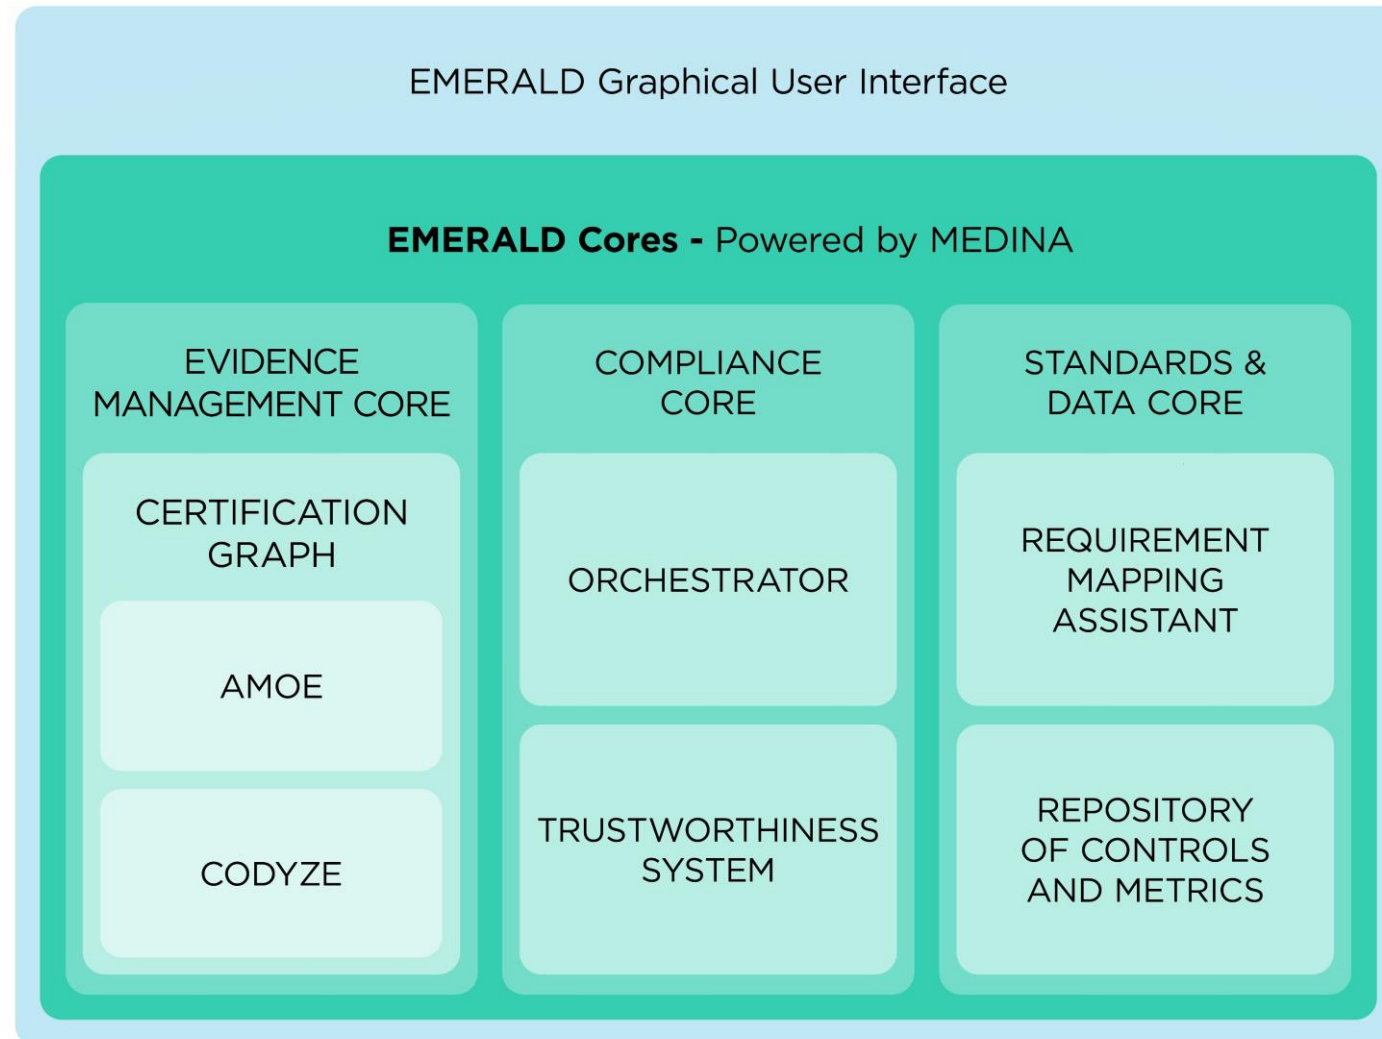 EMERALD Graphical User Interface
EMERALD Cores - Powered by MEDINA
EVIDENCE
MANAGEMENT CORE
CERTIFICATION
GRAPH
AMOE
CODYZE
COMPLIANCE
CORE
ORCHESTRATOR
TRUSTWORTHINESS
SYSTEM
STANDARDS &
DATA CORE
REQUIREMENT
MAPPING
ASSISTANT
REPOSITORY
OF CONTROLS
AND METRICS